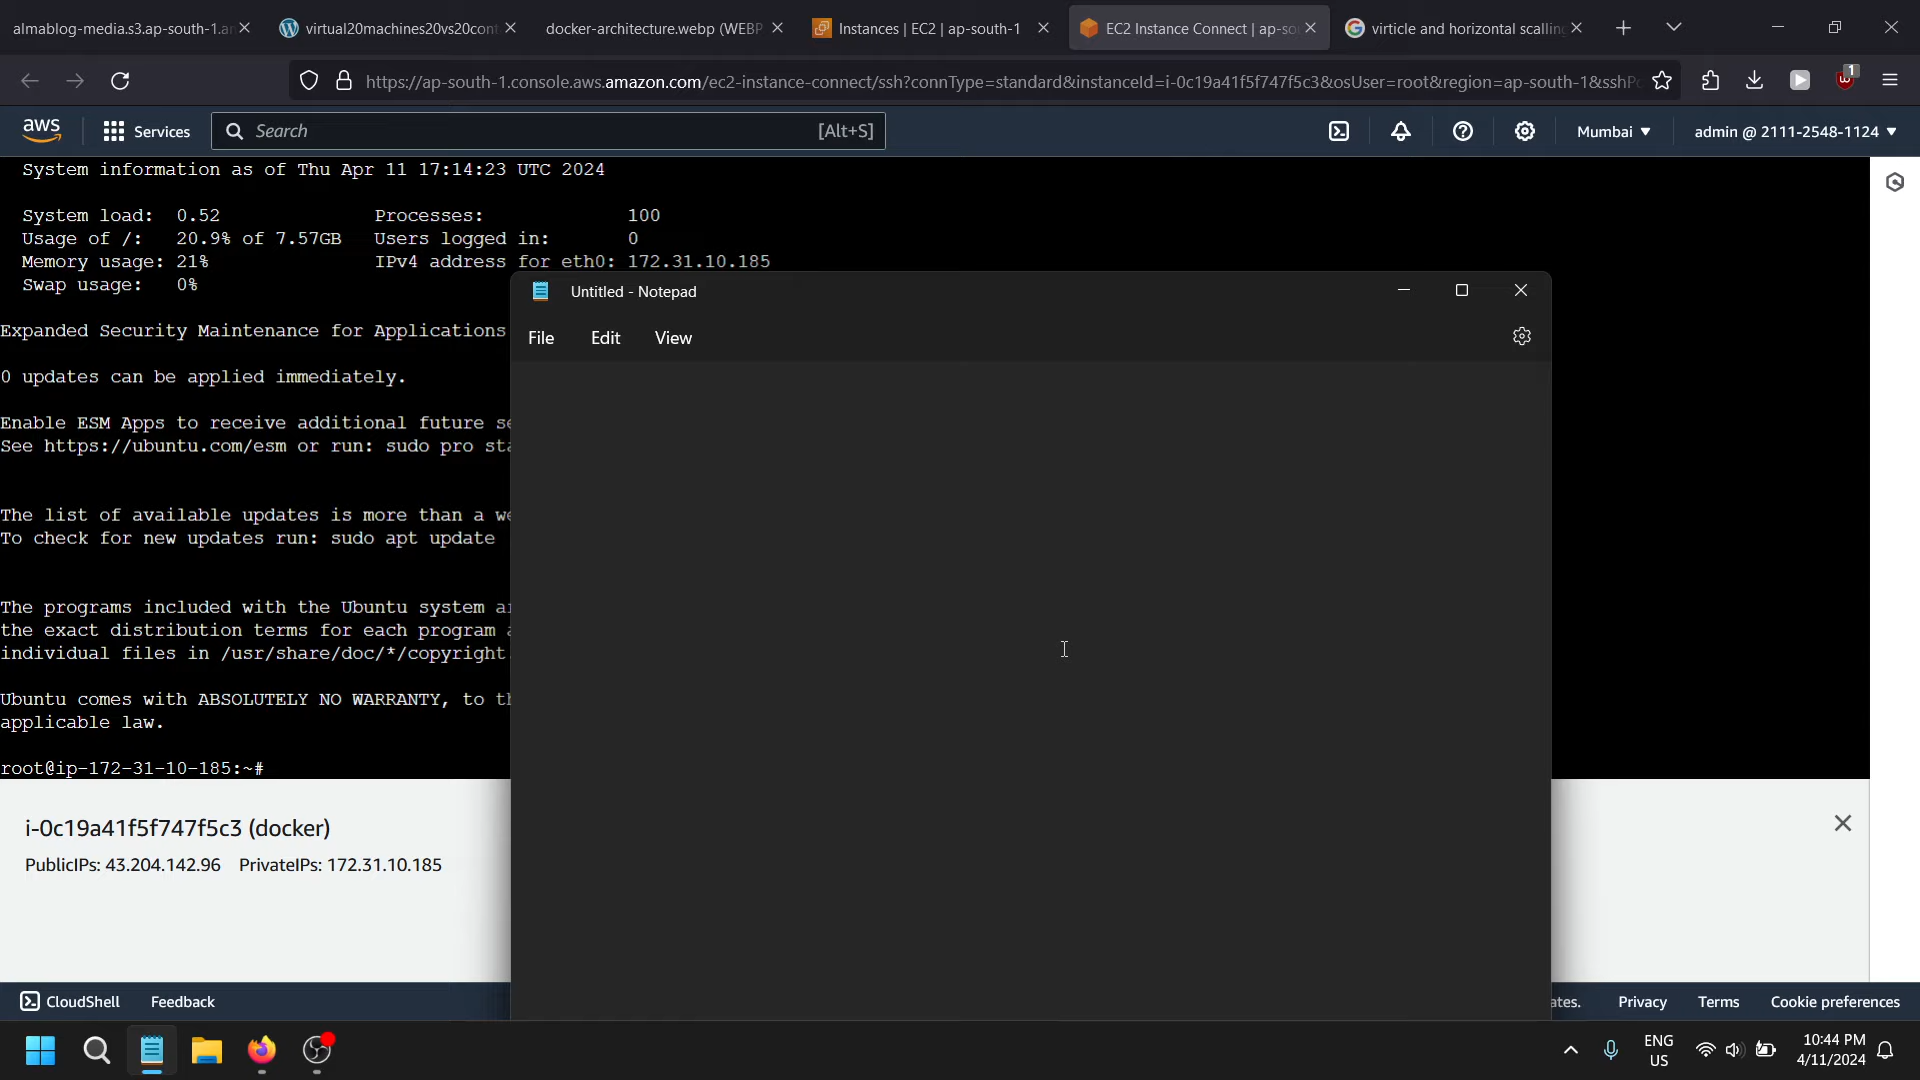 almablog-media.s3.ap-south-1.an
virtual20machines20vs20cont
docker-architecture.webp (WEBP
Instances | EC2 | ap-south-1
EC2 Instance Connect | ap-so
virticle and horizontal scalling
https://ap-south-1.console.aws.amazon.com/ec2-instance-connect/ssh?connType=standard&instanceId=i-0c19a41f5f747f5c3&osUser=root&region=ap-south-1&sshP
1
aws
Services
Search
[Alt+S]
Mumbai
admin @ 2111-2548-1124
System information as of Thu Apr 11 17:14:23 UTC 2024
System load: 0.52 Processes: 100
Usage of /: 20.9% of 7.57GB Users logged in: 0
Memory usage: 21% IPv4 address for eth0: 172.31.10.185
Swap usage: 0%
Expanded Security Maintenance for Applications
0 updates can be applied immediately.
Enable ESM Apps to receive additional future se
See https://ubuntu.com/esm or run: sudo pro sta
The list of available updates is more than a we
To check for new updates run: sudo apt update
The programs included with the Ubuntu system ar
the exact distribution terms for each program a
individual files in /usr/share/doc/*/copyright.
Ubuntu comes with ABSOLUTELY NO WARRANTY, to th
applicable law.
root@ip-172-31-10-185:~#
Untitled - Notepad
File
Edit
View
i-0c19a41f5f747f5c3 (docker)
PublicIPs: 43.204.142.96 PrivateIPs: 172.31.10.185
CloudShell
Feedback
ates.
Privacy
Terms
Cookie preferences
ENG
US
10:44 PM
4/11/2024